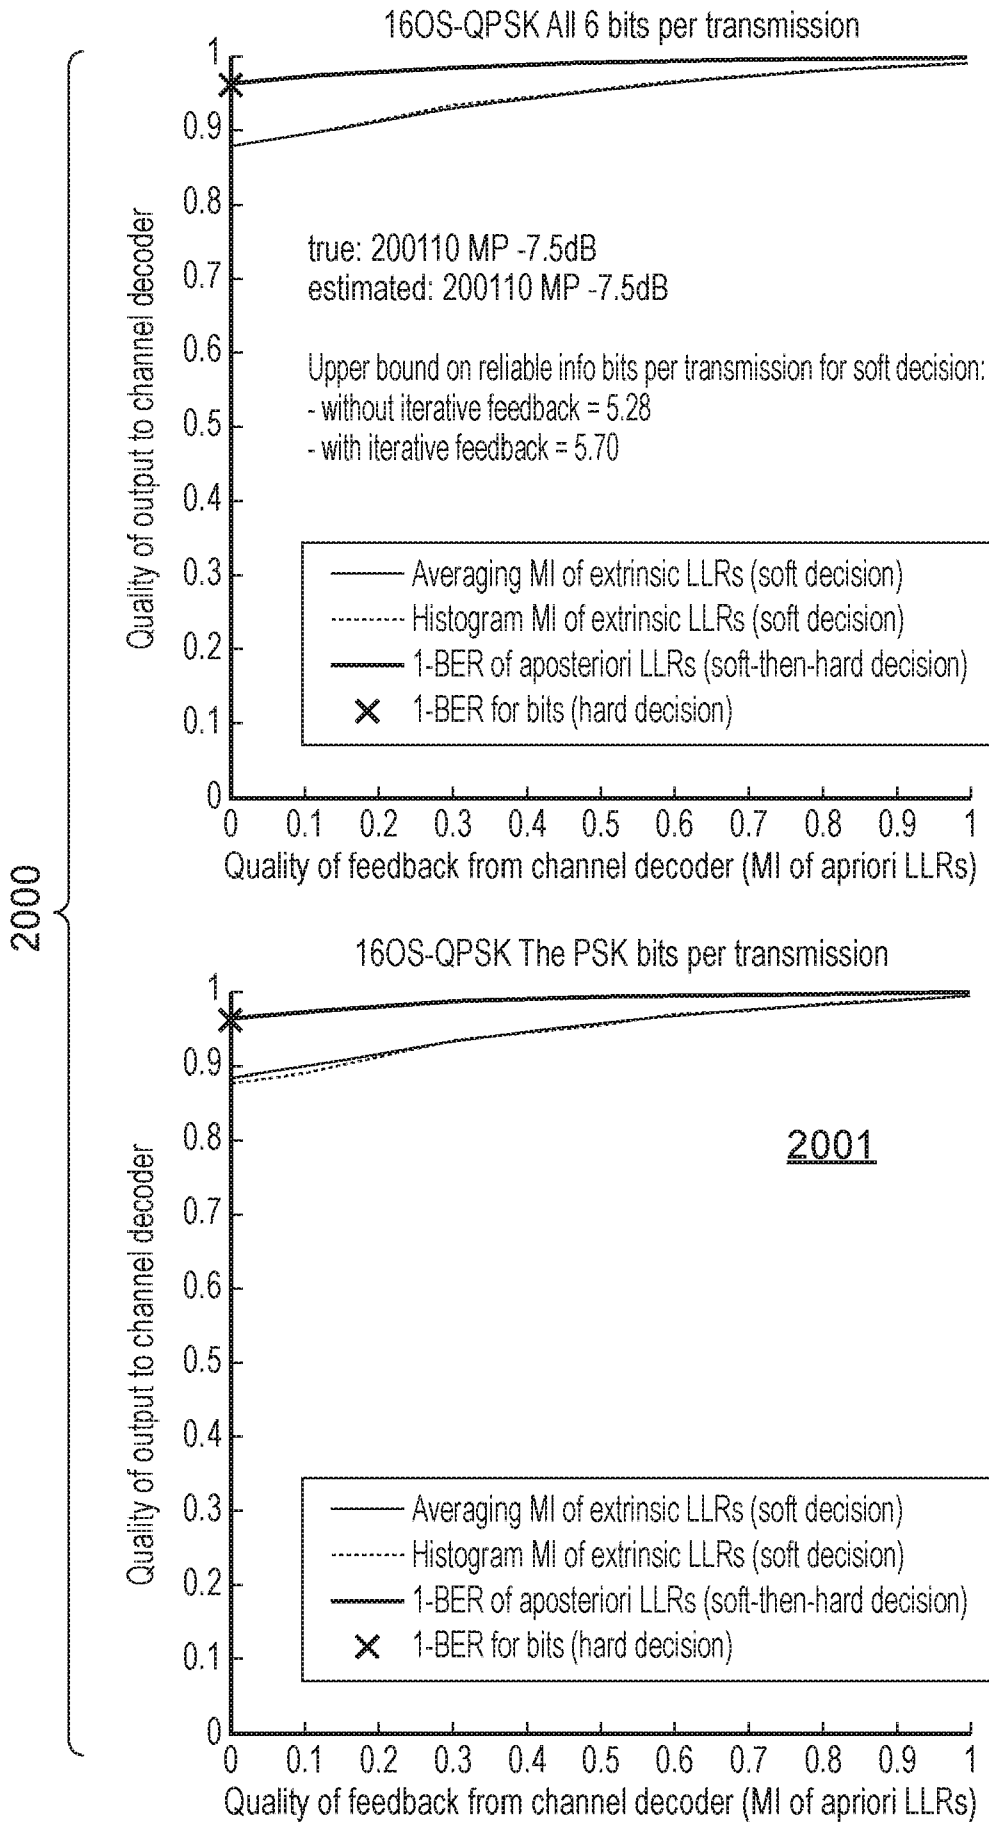 16OS-QPSK All 6 bits per transmission
1
0.9
0.8
0.7
0.6
0.5
0.4
0.3
0.2
0.1
0
Quality of output to channel decoder
true: 200110 MP -7.5dB
estimated: 200110 MP -7.5dB
Upper bound on reliable info bits per transmission for soft decision:
- without iterative feedback = 5.28
- with iterative feedback = 5.70
Averaging MI of extrinsic LLRs (soft decision)
Histogram MI of extrinsic LLRs (soft decision)
1-BER of aposteriori LLRs (soft-then-hard decision)
1-BER for bits (hard decision)
0 0.1 0.2 0.3 0.4 0.5 0.6 0.7 0.8 0.9 1
Quality of feedback from channel decoder (MI of apriori LLRs)
2000
16OS-QPSK The PSK bits per transmission
1
0.9
0.8
0.7
0.6
0.5
0.4
0.3
0.2
0.1
0
Quality of output to channel decoder
2001
Averaging MI of extrinsic LLRs (soft decision)
Histogram MI of extrinsic LLRs (soft decision)
1-BER of aposteriori LLRs (soft-then-hard decision)
1-BER for bits (hard decision)
0 0.1 0.2 0.3 0.4 0.5 0.6 0.7 0.8 0.9 1
Quality of feedback from channel decoder (MI of apriori LLRs)